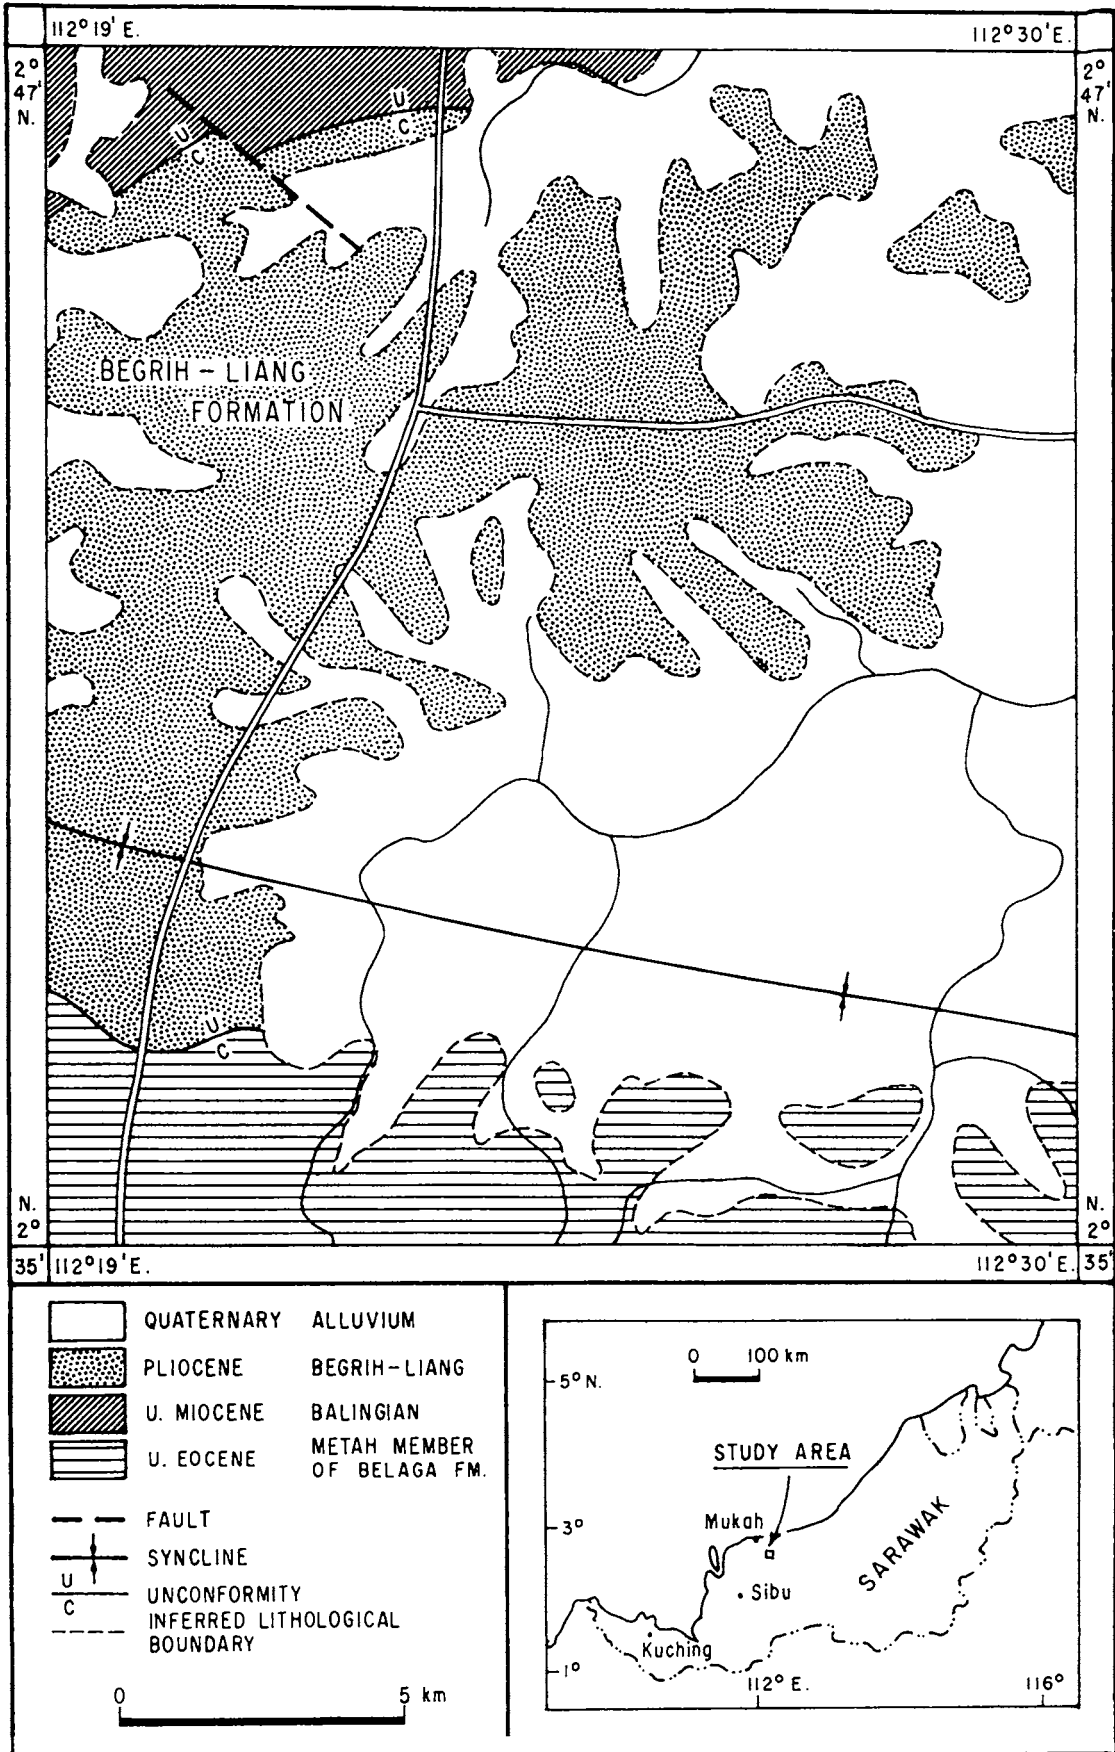 112° 19' E.
112° 30' E.
2°
47'
N.
2°
47'
N.
U
C
U
C
BEGRIH – LIANG
FORMATION
U
C
N.
2°
35'
N.
2°
35'
112° 19' E.
112° 30' E.
QUATERNARY ALLUVIUM
PLIOCENE BEGRIH-LIANG
U. MIOCENE BALINGIAN
U. EOCENE METAH MEMBER
OF BELAGA FM.
FAULT
SYNCLINE
U
C
UNCONFORMITY
INFERRED LITHOLOGICAL
BOUNDARY
0 5 km
0 100 km
5° N.
STUDY AREA
Mukah
3°
SARAWAK
Sibu
Kuching
1°
112° E.
116°